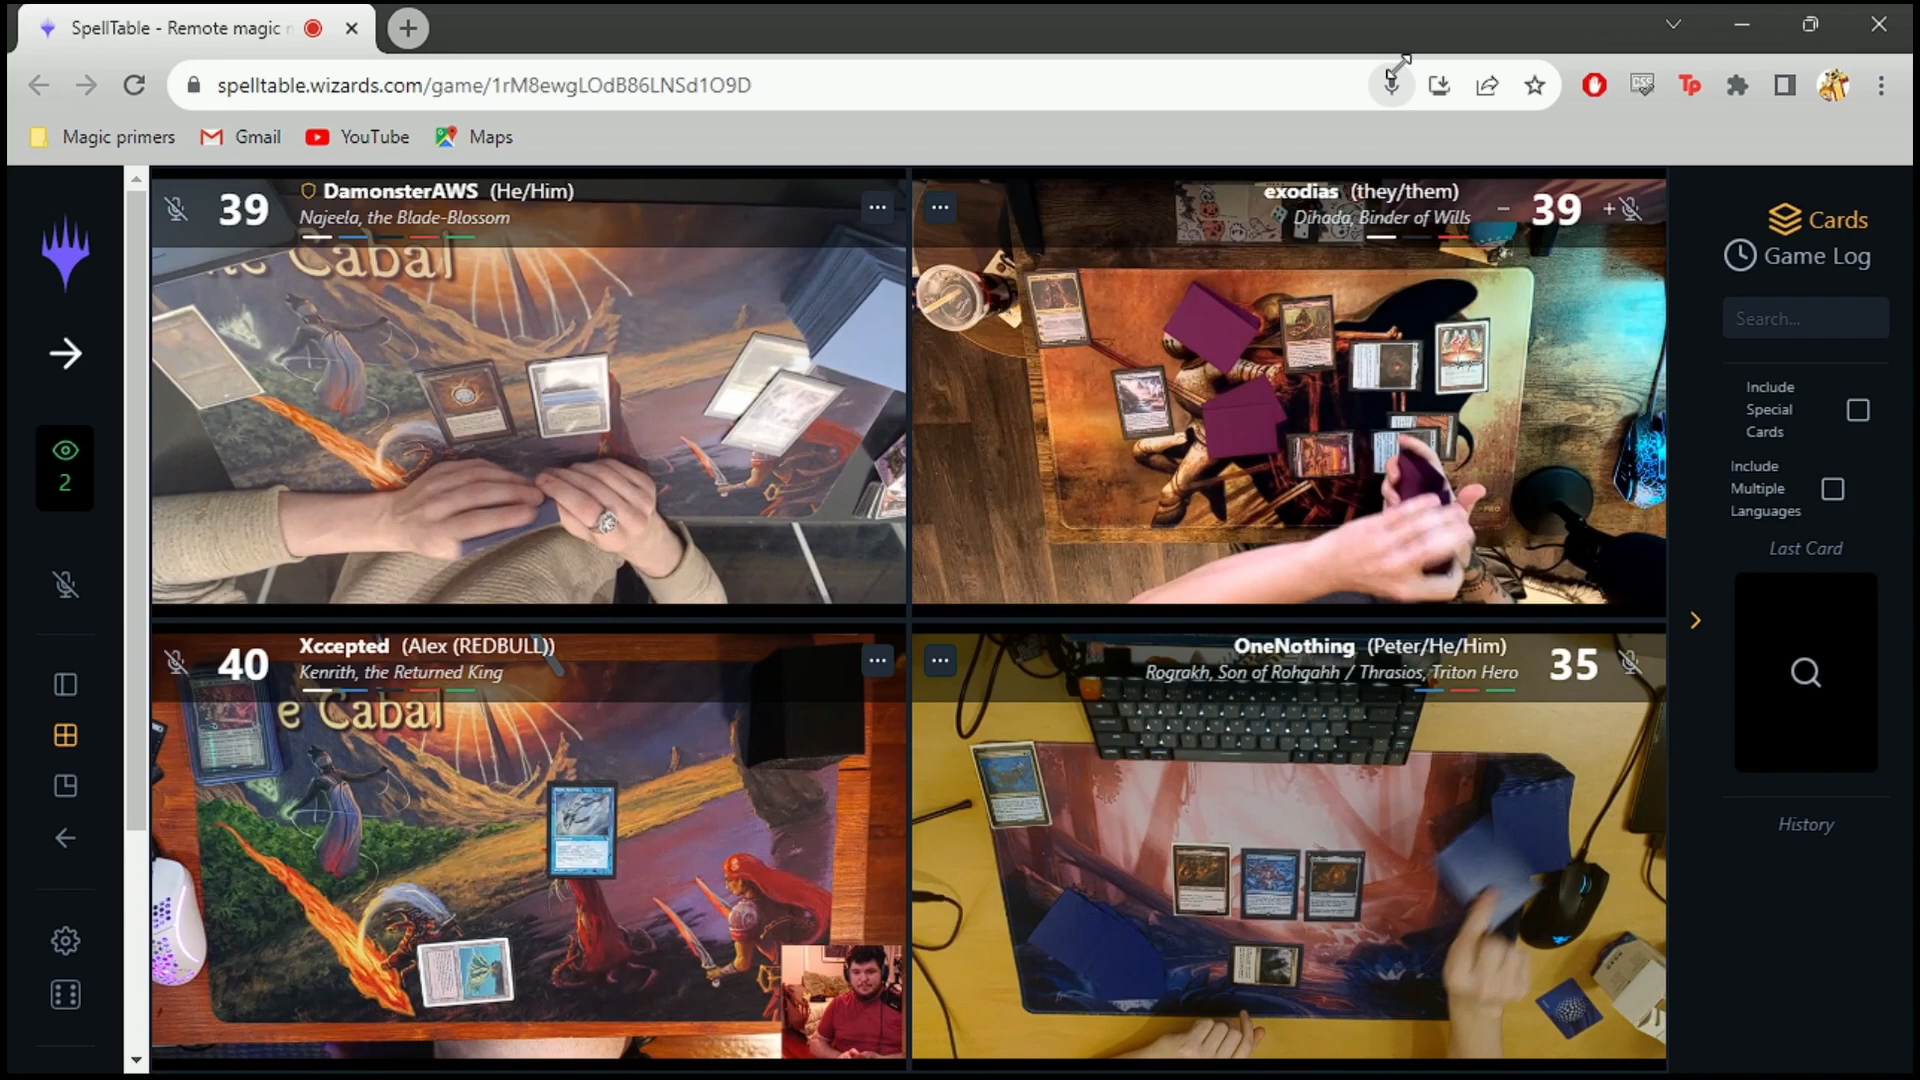 SpellTable - Remote magic
spelltable.wizards.com/game/1rM8ewgLOdB86LNSd1O9D
CSS
Tp
Magic primers
Gmail
YouTube
Maps
39
DamonsterAWS (He/Him)
Najeela, the Blade-Blossom
Cabal
exodias (they/them)
Dihada, Binder of Wills
− 39 +
40
Xccepted (Alex (REDBULL))
Kenrith, the Returned King
e Cabal
OneNothing (Peter/He/Him)
Rograkh, Son of Rohgahh / Thrasios, Triton Hero
35
2
Cards
Game Log
Search...
Include
Special
Cards
Include
Multiple
Languages
Last Card
History